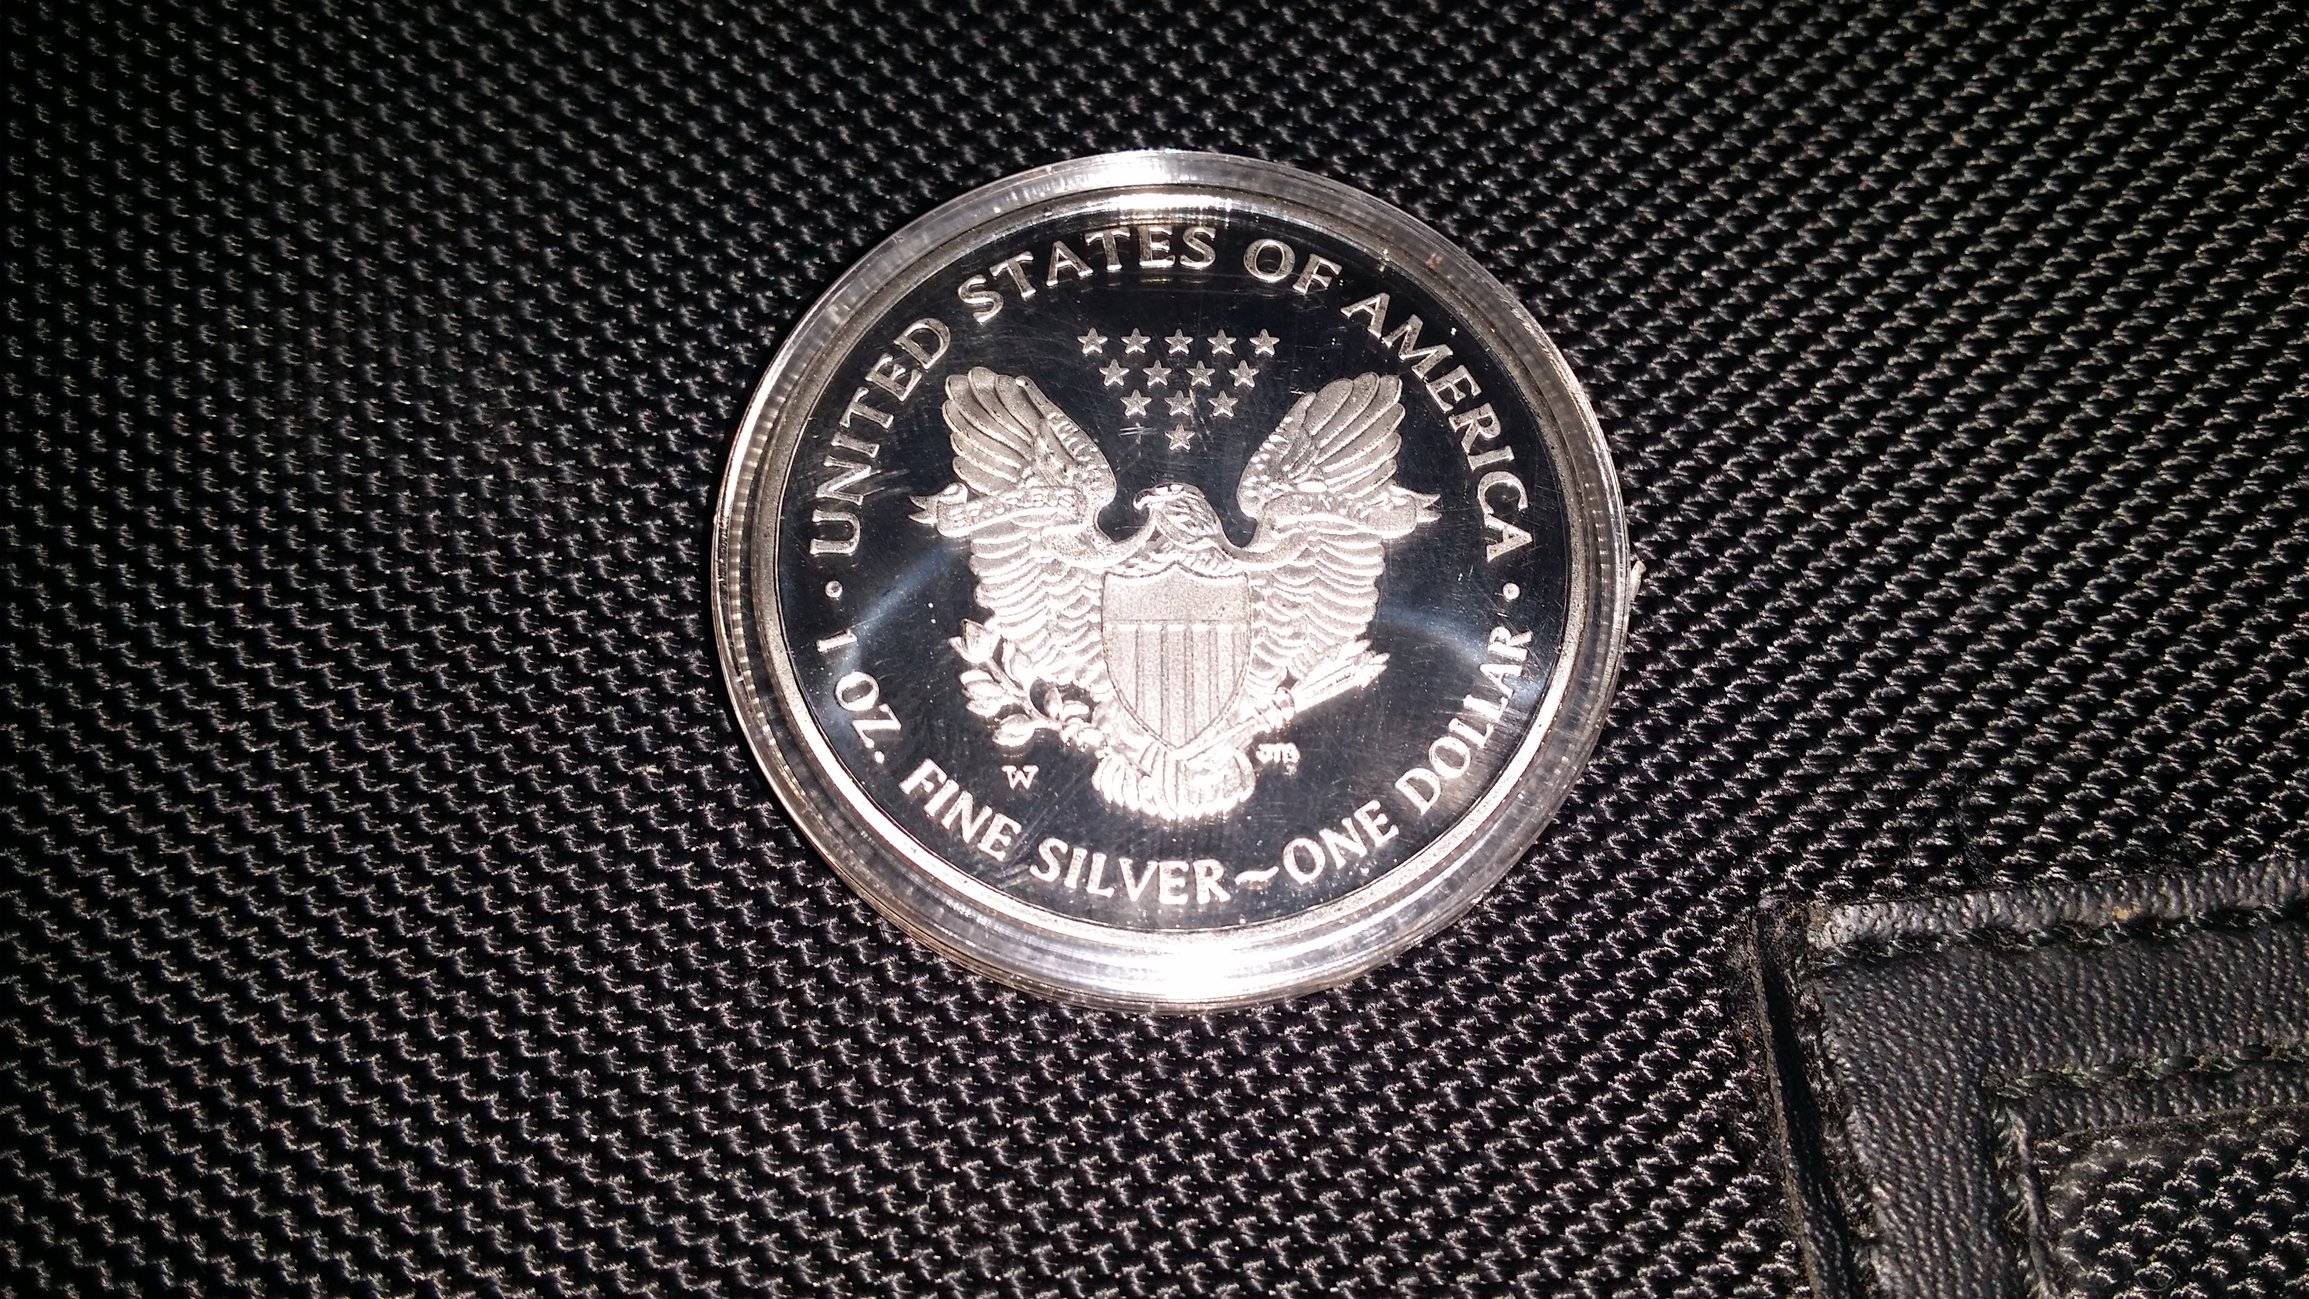 UNITED STATES OF AMERICA
1 OZ. FINE SILVER~ONE DOLLAR
W